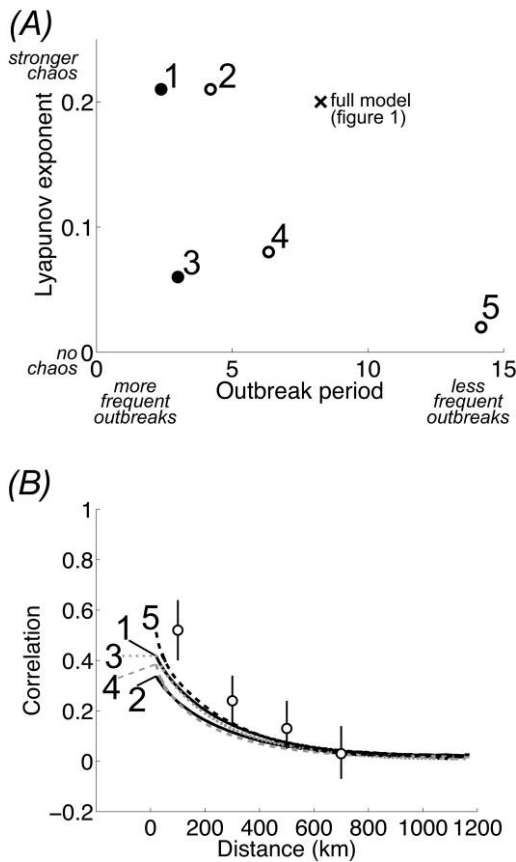 (A)
stronger
chaos
1
2
0.2
full model
(figure 1)
Lyapunov exponent
0.1
4
3
5
no
chaos
0
0
5
10
15
more
frequent
outbreaks
Outbreak period
less
frequent
outbreaks
(B)
1
0.8
0.6
0.4
0.2
0
−0.2
Correlation
5
1
3
4
2
0
200
400
600
800
1000
1200
Distance (km)